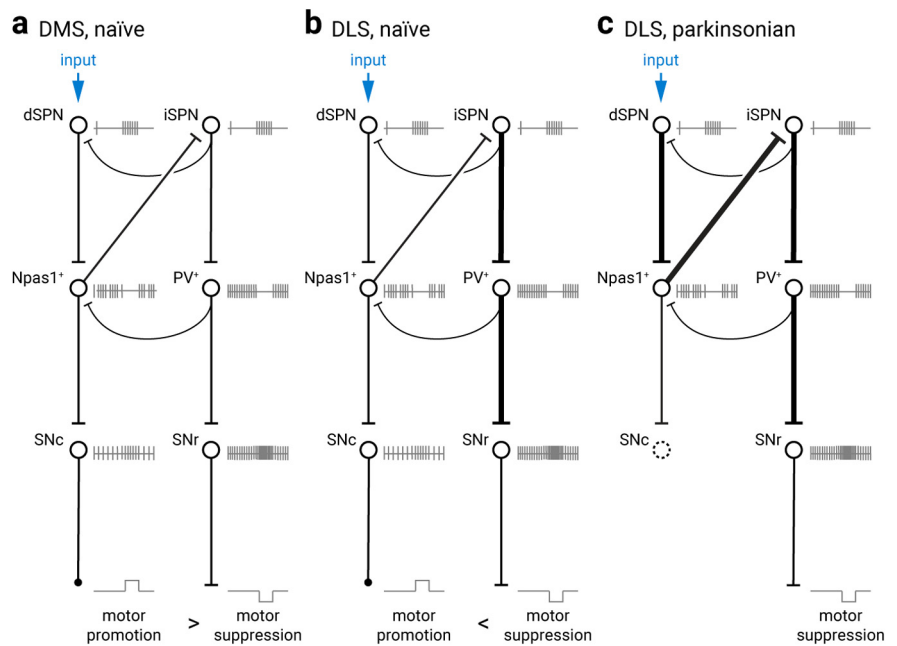 a DMS, naïve
input
dSPN
iSPN
Npas1⁺
PV⁺
SNc
SNr
motor promotion
>
motor suppression
b DLS, naïve
input
dSPN
iSPN
Npas1⁺
PV⁺
SNc
SNr
motor promotion
<
motor suppression
c DLS, parkinsonian
input
dSPN
iSPN
Npas1⁺
PV⁺
SNc
SNr
motor suppression